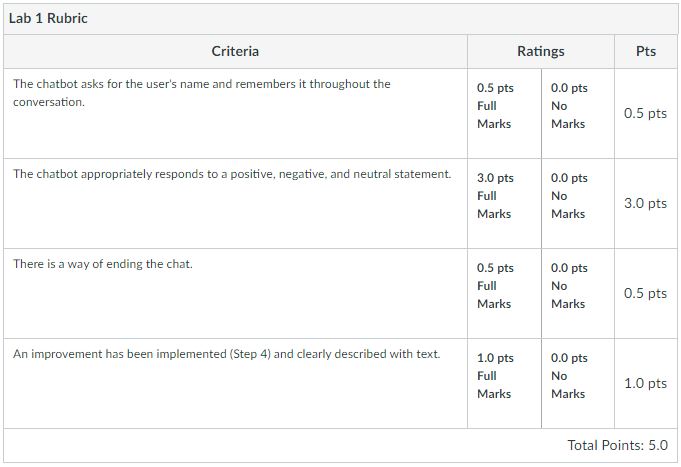 Lab 1 Rubric
Criteria
Ratings
Pts
The chatbot asks for the user's name and remembers it throughout the
conversation.
0.5 pts
Full
Marks
0.0 pts
No
Marks
0.5 pts
The chatbot appropriately responds to a positive, negative, and neutral statement.
3.0 pts
Full
Marks
0.0 pts
No
Marks
3.0 pts
There is a way of ending the chat.
0.5 pts
Full
Marks
0.0 pts
No
Marks
0.5 pts
An improvement has been implemented (Step 4) and clearly described with text.
1.0 pts
Full
Marks
0.0 pts
No
Marks
1.0 pts
Total Points: 5.0